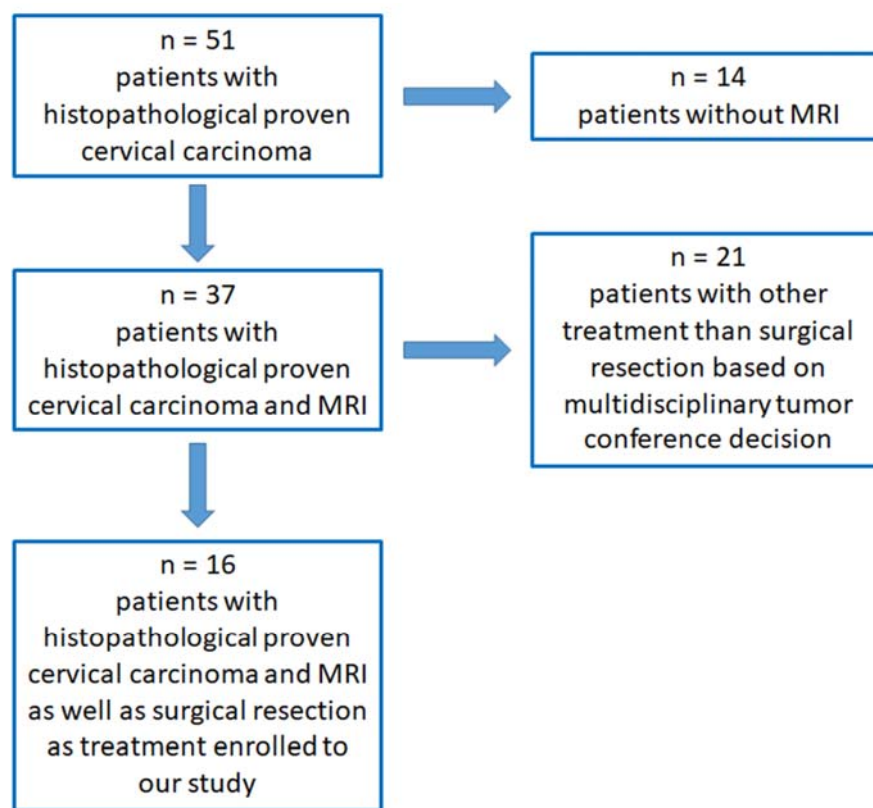 n = 51
patients with
histopathological proven
cervical carcinoma
n = 14
patients without MRI
n = 37
patients with
histopathological proven
cervical carcinoma and MRI
n = 21
patients with other
treatment than surgical
resection based on
multidisciplinary tumor
conference decision
n = 16
patients with
histopathological proven
cervical carcinoma and MRI
as well as surgical resection
as treatment enrolled to
our study